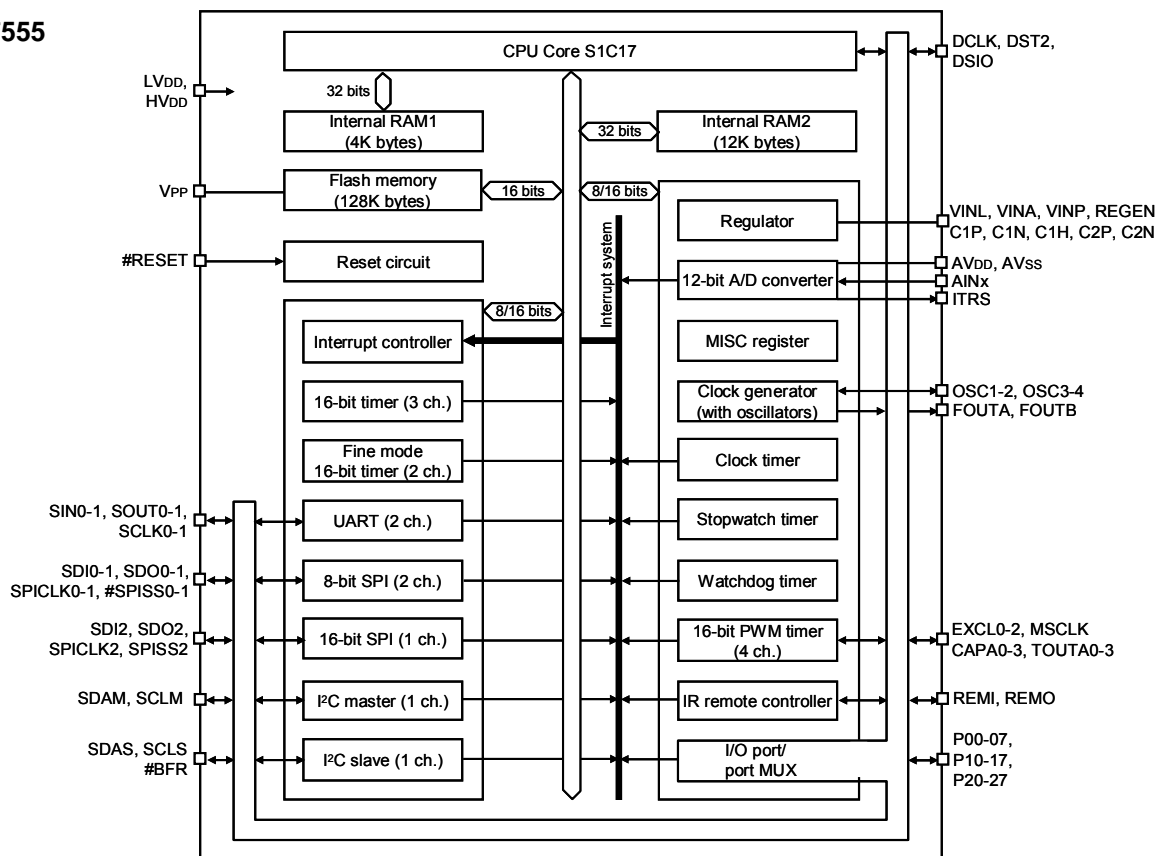 555
CPU Core S1C17
DCLK, DST2,
DSIO
LVDD,
HVDD
32 bits
Internal RAM1
(4K bytes)
32 bits
Internal RAM2
(12K bytes)
VPP
Flash memory
(128K bytes)
16 bits
8/16 bits
Regulator
VINL, VINA, VINP, REGEN
C1P, C1N, C1H, C2P, C2N
#RESET
Reset circuit
Interrupt system
12-bit A/D converter
AVDD, AVSS
AINx
ITRS
8/16 bits
Interrupt controller
MISC register
16-bit timer (3 ch.)
Clock generator
(with oscillators)
OSC1-2, OSC3-4
FOUTA, FOUTB
Fine mode
16-bit timer (2 ch.)
Clock timer
SIN0-1, SOUT0-1,
SCLK0-1
UART (2 ch.)
Stopwatch timer
SDI0-1, SDO0-1,
SPICLK0-1, #SPISS0-1
8-bit SPI (2 ch.)
Watchdog timer
SDI2, SDO2,
SPICLK2, SPISS2
16-bit SPI (1 ch.)
16-bit PWM timer
(4 ch.)
EXCL0-2, MSCLK
CAPA0-3, TOUTA0-3
SDAM, SCLM
I²C master (1 ch.)
IR remote controller
REMI, REMO
SDAS, SCLS
#BFR
I²C slave (1 ch.)
I/O port/
port MUX
P00-07,
P10-17,
P20-27